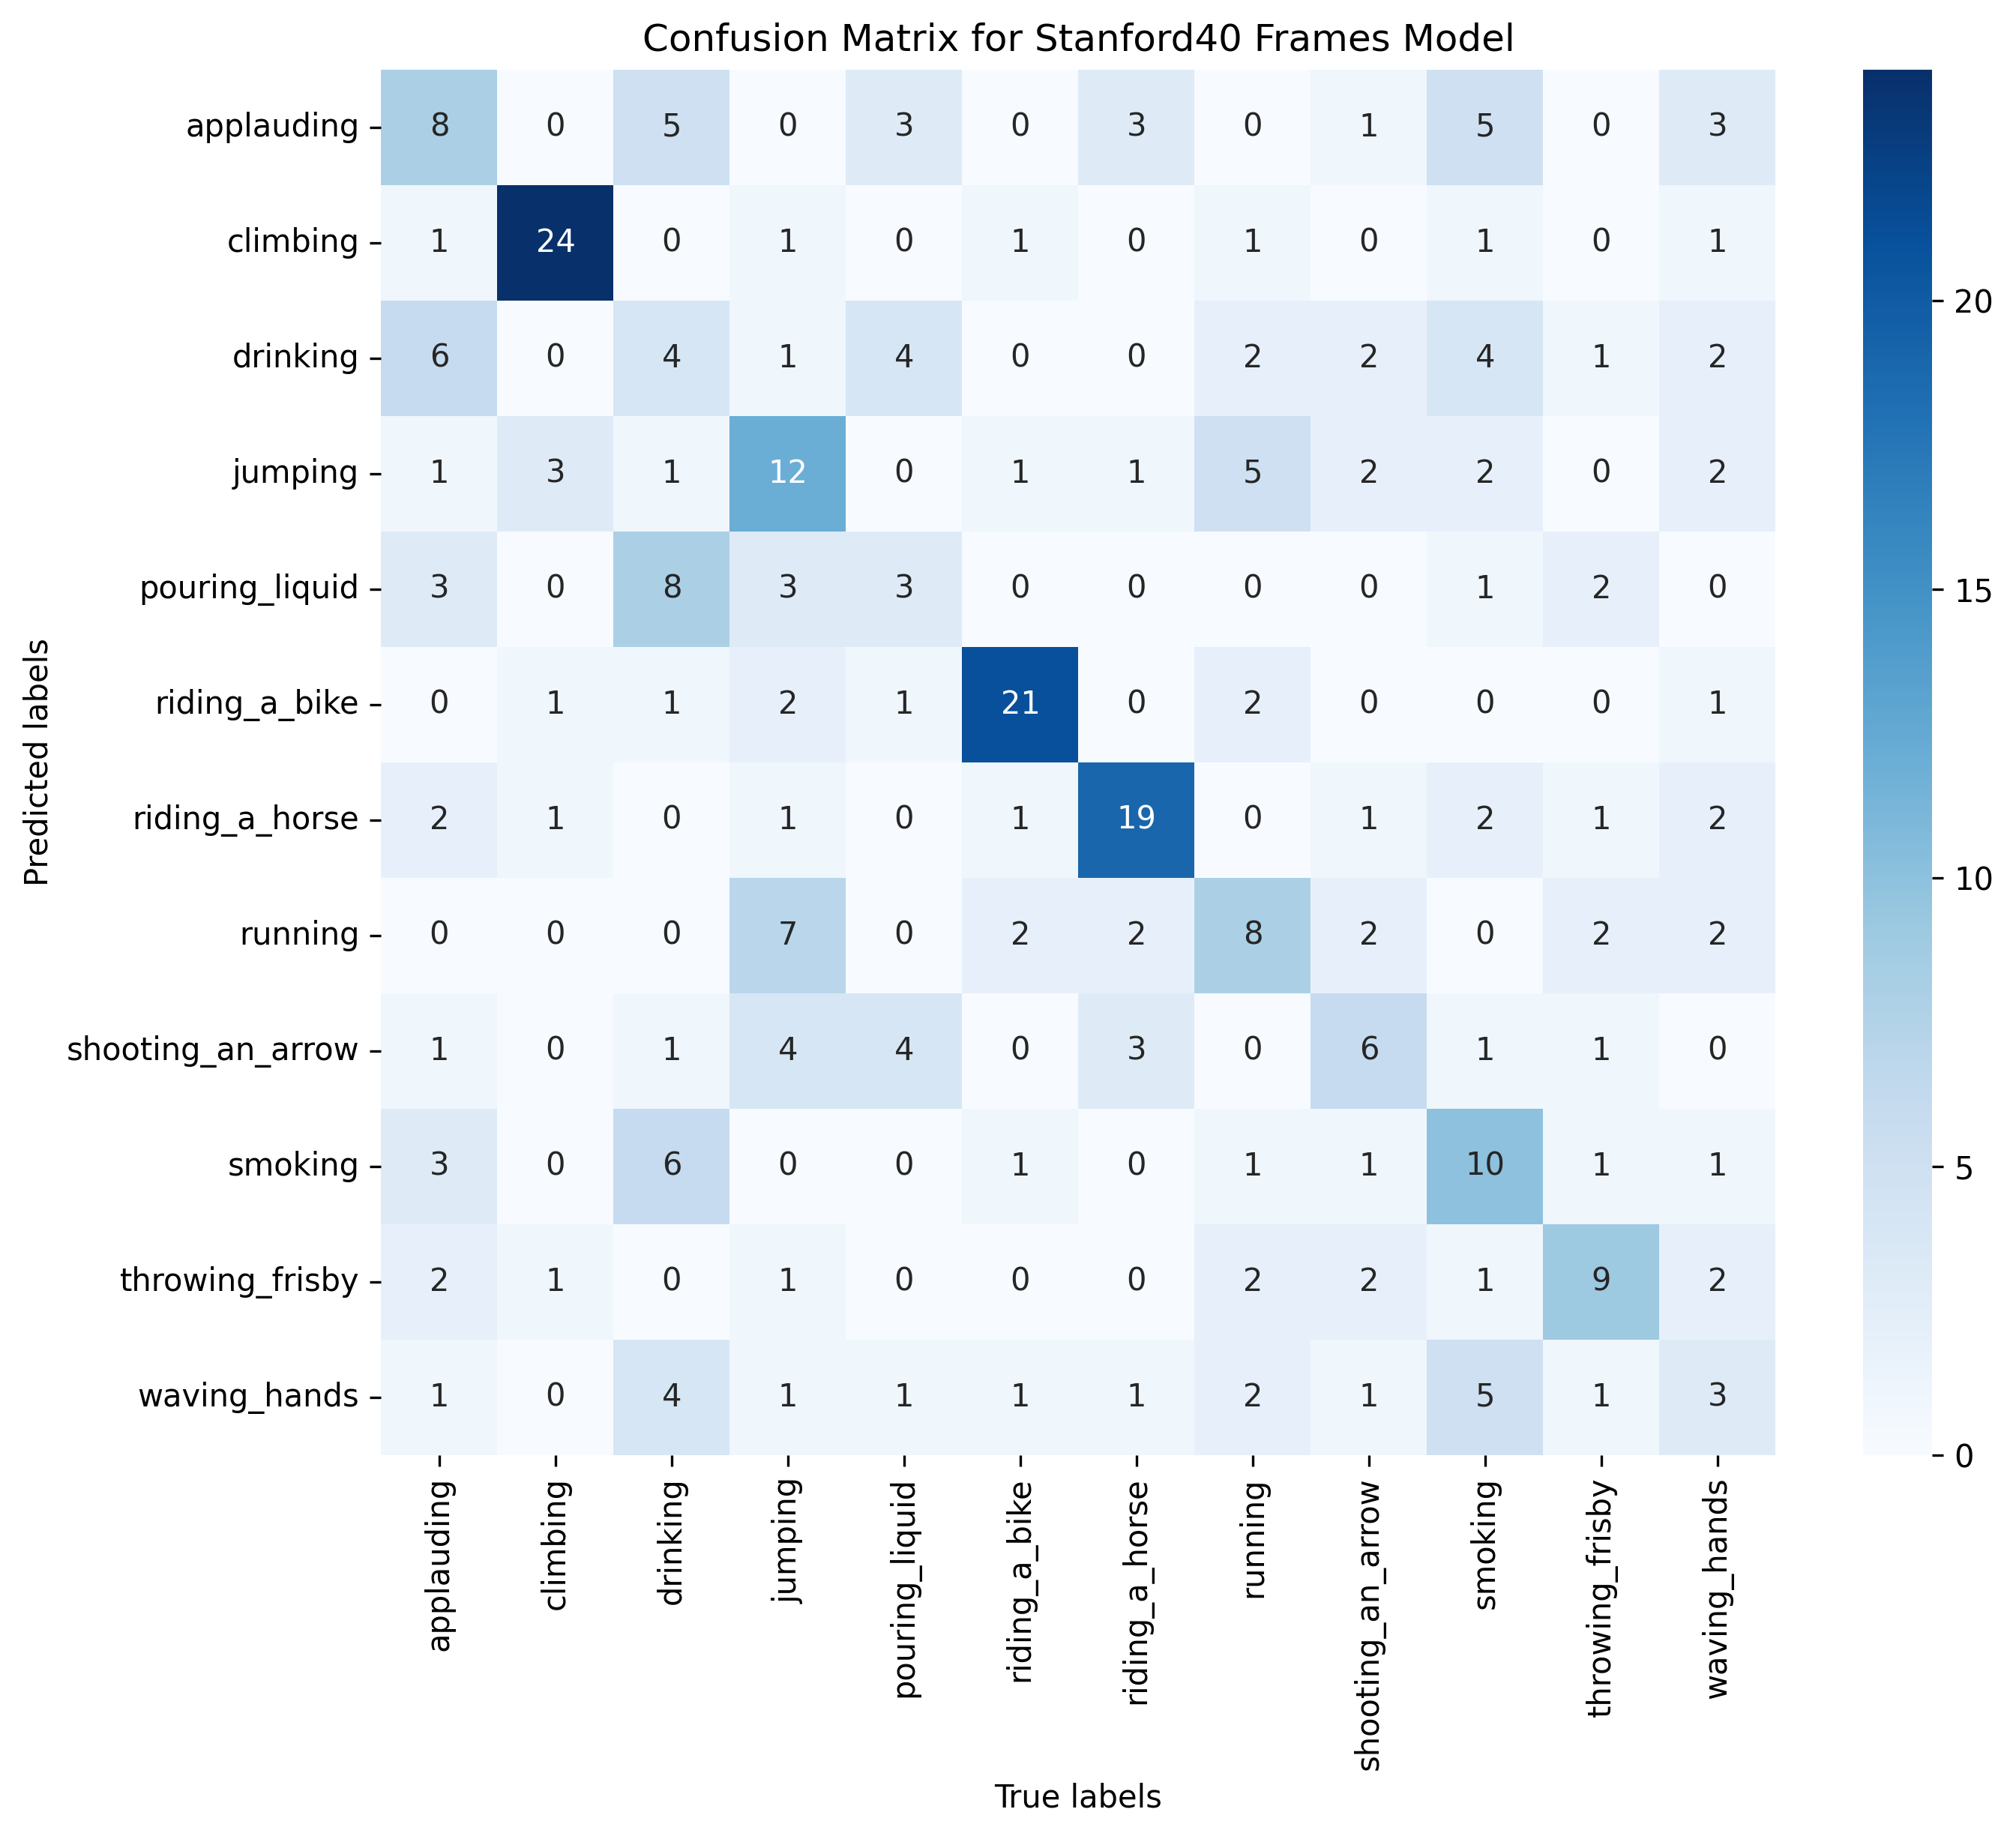 Confusion Matrix for Stanford40 Frames Model
applauding 8 0 5 0 3 0 3 0 1 5 0 3
climbing 1 24 0 1 0 1 0 1 0 1 0 1
drinking 6 0 4 1 4 0 0 2 2 4 1 2
jumping 1 3 1 12 0 1 1 5 2 2 0 2
pouring_liquid 3 0 8 3 3 0 0 0 0 1 2 0
riding_a_bike 0 1 1 2 1 21 0 2 0 0 0 1
riding_a_horse 2 1 0 1 0 1 19 0 1 2 1 2
running 0 0 0 7 0 2 2 8 2 0 2 2
shooting_an_arrow 1 0 1 4 4 0 3 0 6 1 1 0
smoking 3 0 6 0 0 1 0 1 1 10 1 1
throwing_frisby 2 1 0 1 0 0 0 2 2 1 9 2
waving_hands 1 0 4 1 1 1 1 2 1 5 1 3
applauding climbing drinking jumping pouring_liquid riding_a_bike riding_a_horse running shooting_an_arrow smoking throwing_frisby waving_hands
True labels
Predicted labels
20
15
10
5
0